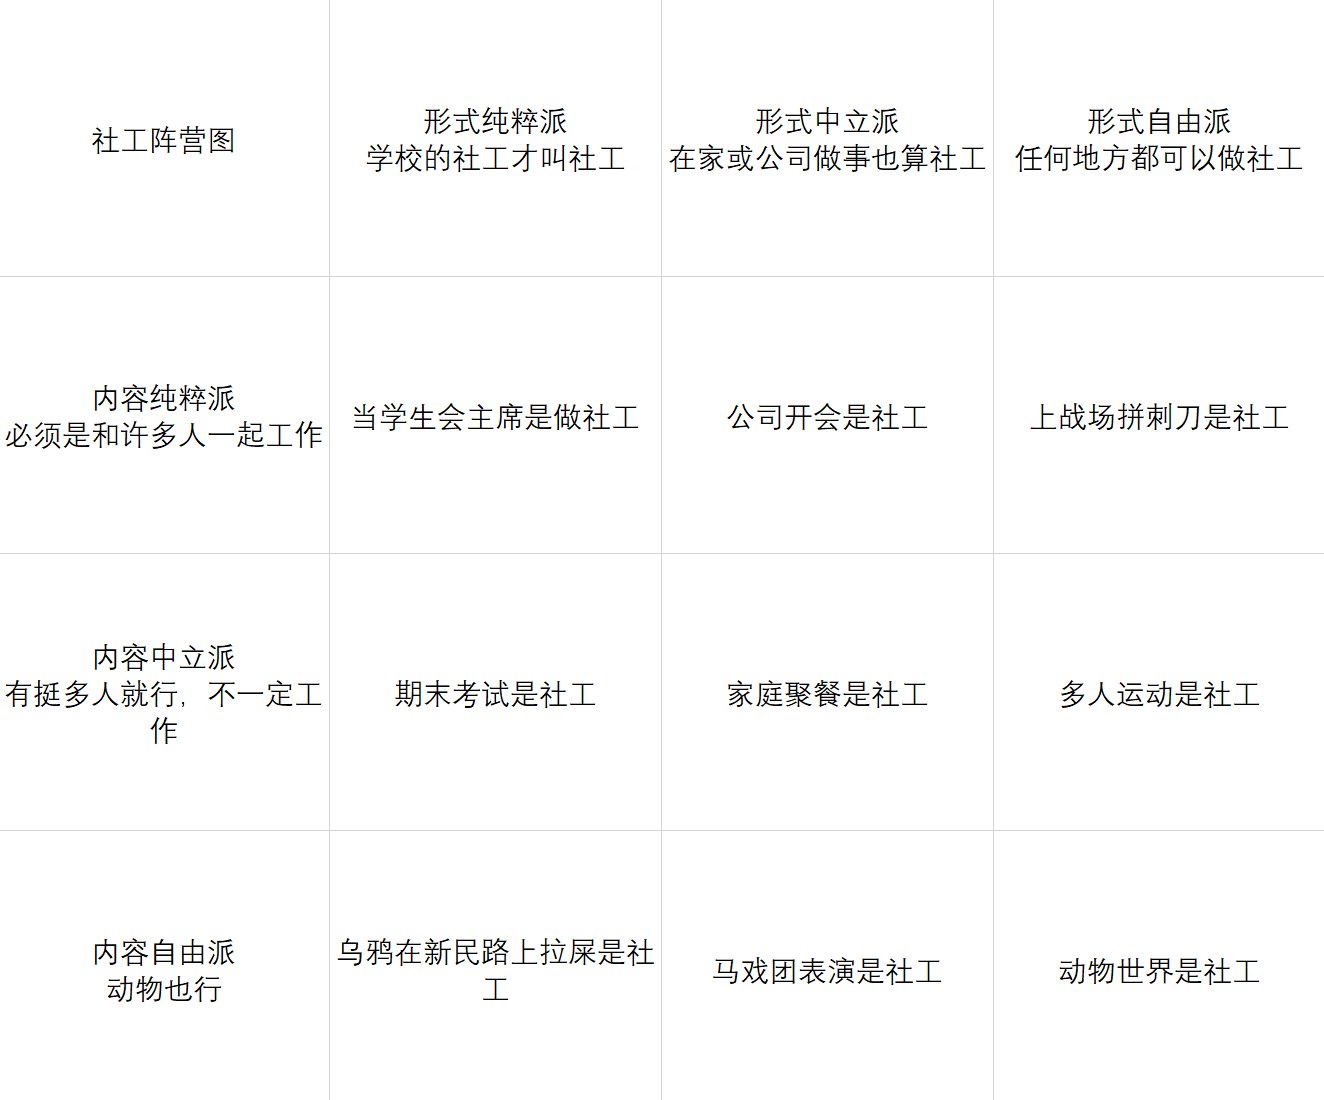 社工阵营图
形式纯粹派
学校的社工才叫社工
形式中立派
在家或公司做事也算社工
形式自由派
任何地方都可以做社工
内容纯粹派
必须是和许多人一起工作
当学生会主席是做社工
公司开会是社工
上战场拼刺刀是社工
内容中立派
有挺多人就行，不一定工
作
期末考试是社工
家庭聚餐是社工
多人运动是社工
内容自由派
动物也行
乌鸦在新民路上拉屎是社
工
马戏团表演是社工
动物世界是社工